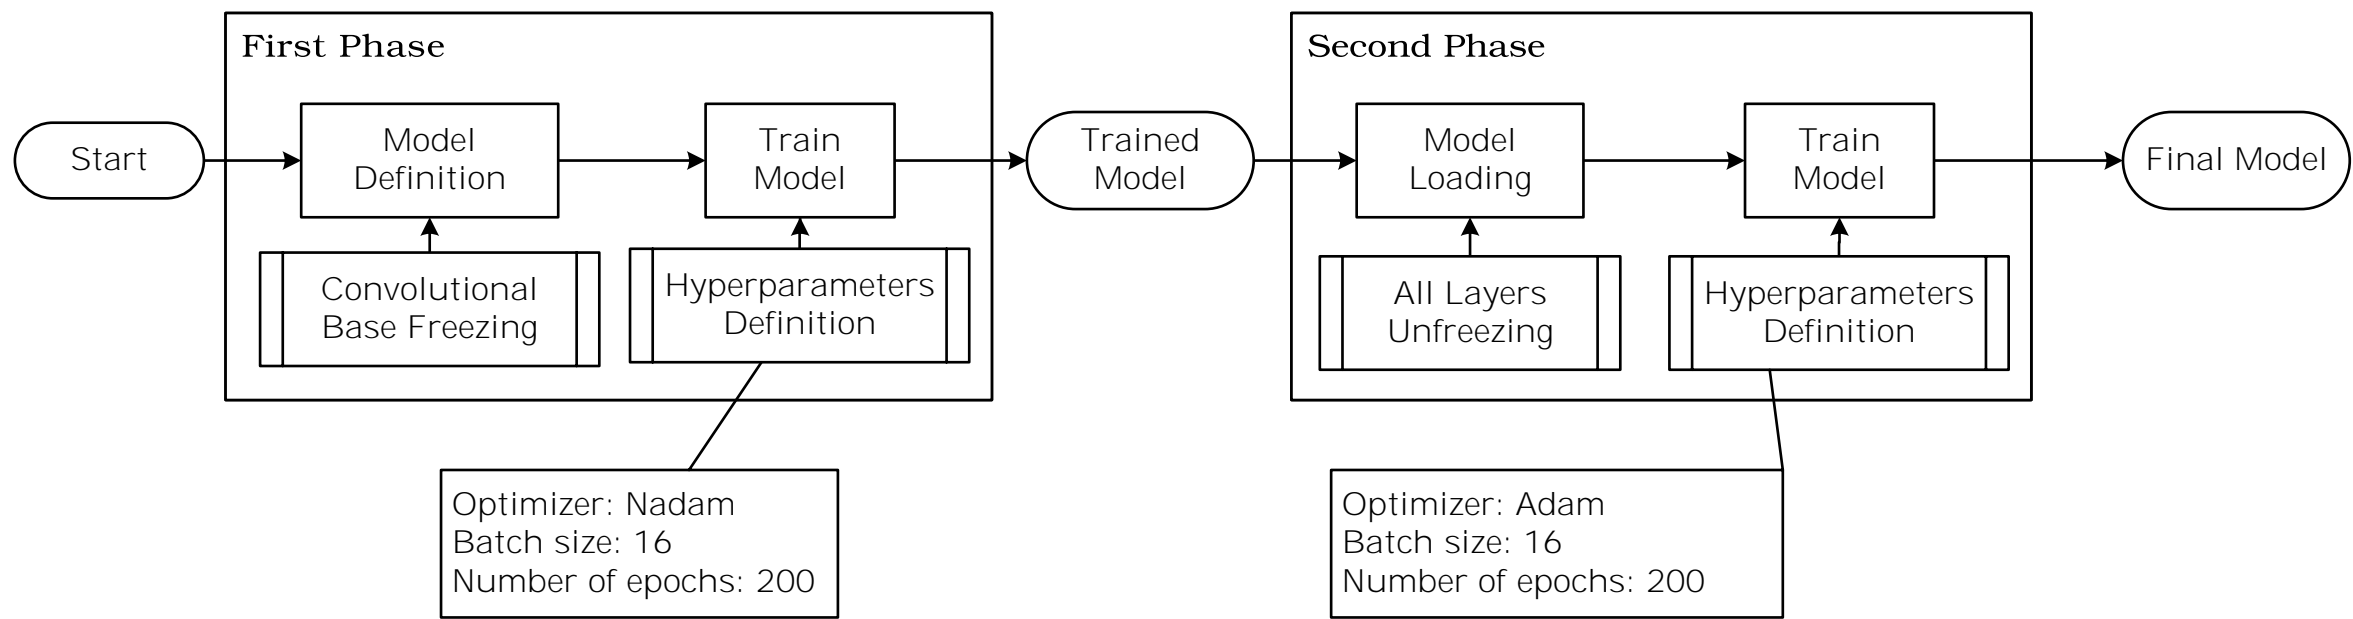 First Phase
Start
Model
Definition
Train
Model
Convolutional
Base Freezing
Hyperparameters
Definition
Optimizer: Nadam
Batch size: 16
Number of epochs: 200
Trained
Model
Second Phase
Model
Loading
Train
Model
All Layers
Unfreezing
Hyperparameters
Definition
Optimizer: Adam
Batch size: 16
Number of epochs: 200
Final Model